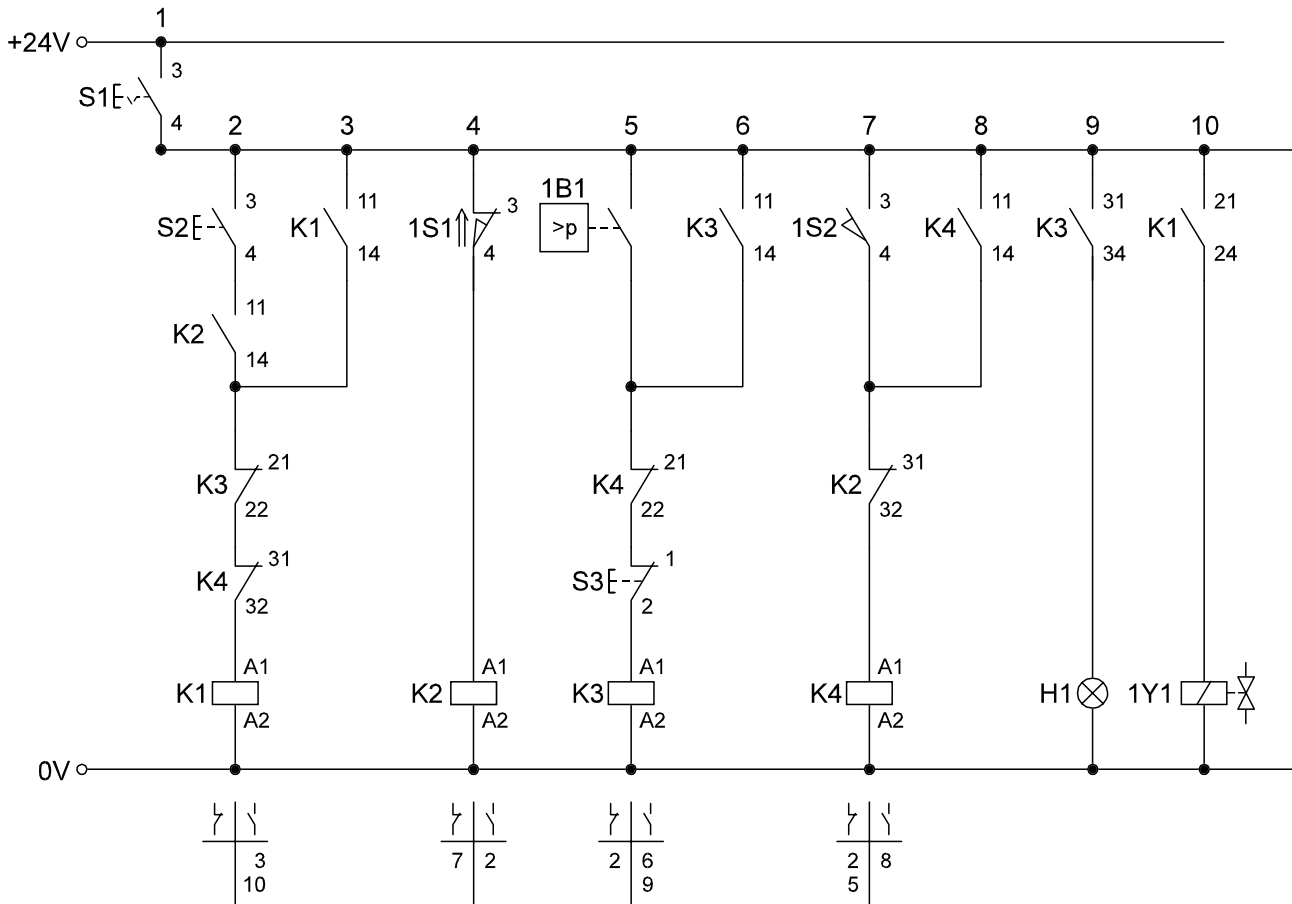 1
+24V
3
S1
4
2 3 4 5 6 7 8 9 10
3 11 3 1B1 11 3 11 31 21
S2 K1 1S1 >p K3 1S2 K4 K3 K1
4 14 4 14 4 14 34 24
11
K2
14
21 21 31
K3 K4 K2
22 22 32
31 1
K4 S3
32 2
A1 A1 A1 A1
K1 K2 K3 K4 H1 1Y1
A2 A2 A2 A2
0V
3 7 2 2 6 2 8
10 9 5